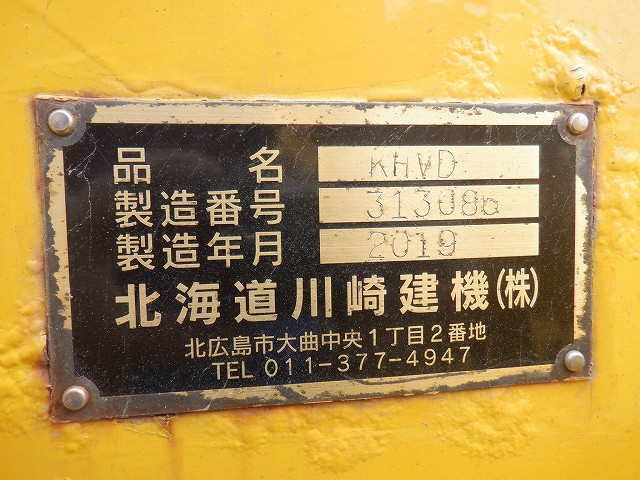 品名 KHVD
製造番号 313086
製造年月 2019
北海道川崎建機(株)
北広島市大曲中央1丁目2番地
TEL 011-377-4947